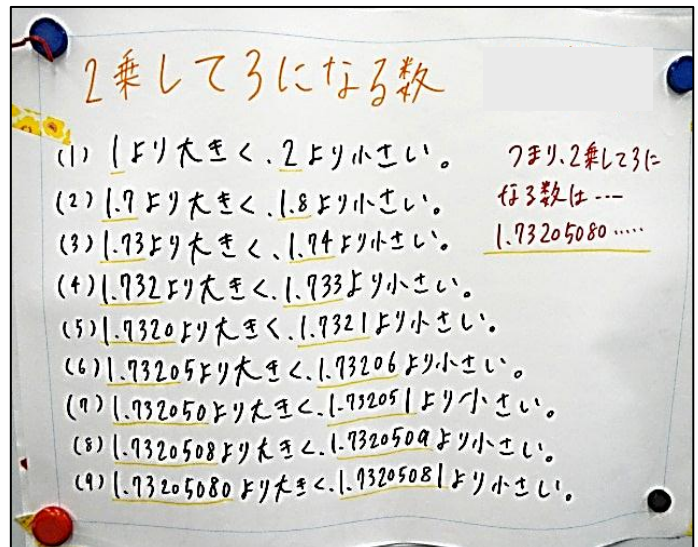 2乗して3になる数
(1) 1より大きく、2より小さい。
(2) 1.7より大きく、1.8より小さい。
(3) 1.73より大きく、1.74より小さい。
(4) 1.732より大きく、1.733より小さい。
(5) 1.7320より大きく、1.7321より小さい。
(6) 1.73205より大きく、1.73206より小さい。
(7) 1.732050より大きく、1.732051より小さい。
(8) 1.7320508より大きく、1.7320509より小さい。
(9) 1.73205080より大きく、1.73205081より小さい。
つまり、2乗して3に
なる数は……
1.73205080……